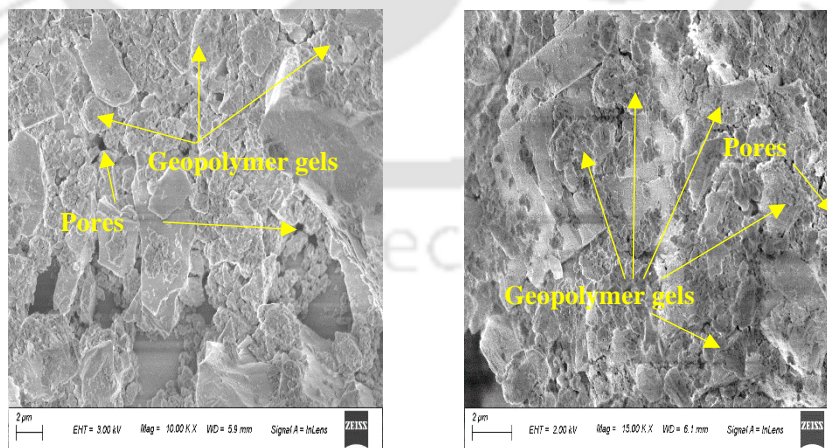 Geopolymer gels
Pores
2 µm
EHT = 3.00 kV Mag = 10.00 K X WD = 5.9 mm Signal A = InLens
ZEISS
Pores
Geopolymer gels
2 µm
EHT = 2.00 kV Mag = 15.00 K X WD = 6.1 mm Signal A = InLens
ZEISS